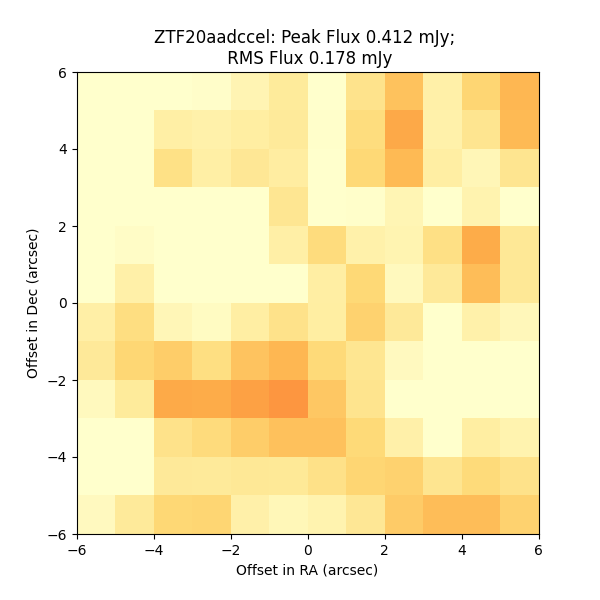 ZTF20aadccel: Peak Flux 0.412 mJy;
RMS Flux 0.178 mJy
6
4
2
0
−2
−4
−6
Offset in Dec (arcsec)
−6 −4 −2 0 2 4 6
Offset in RA (arcsec)